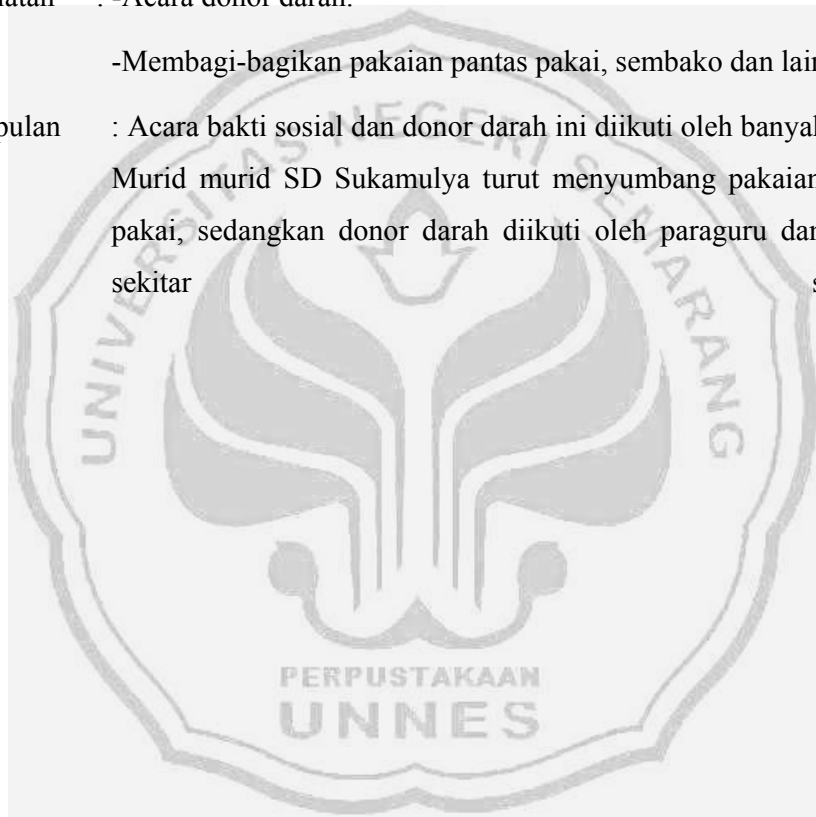 : -Acara donor darah.
-Membagi-bagikan pakaian pantas pakai, sembako dan lain
: Acara bakti sosial dan donor darah ini diikuti oleh
Murid murid SD Sukamulya turut menyumbang pakaian
pakai, sedangkan donor darah diikuti oleh paraguru
sekitar
UNIVERSITAS NEGERI SEMARANG
PERPUSTAKAAN
UNNES